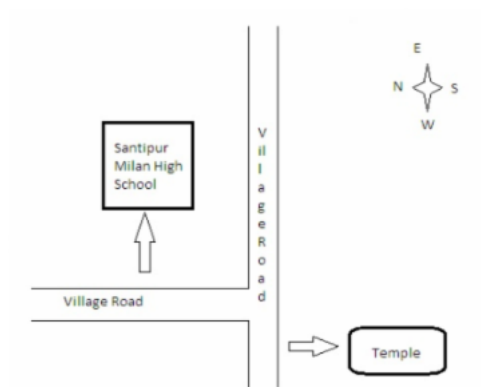 E
N S
W
Santipur
Milan High
School
V
il
l
a
g
e
R
o
a
d
Village Road
Temple